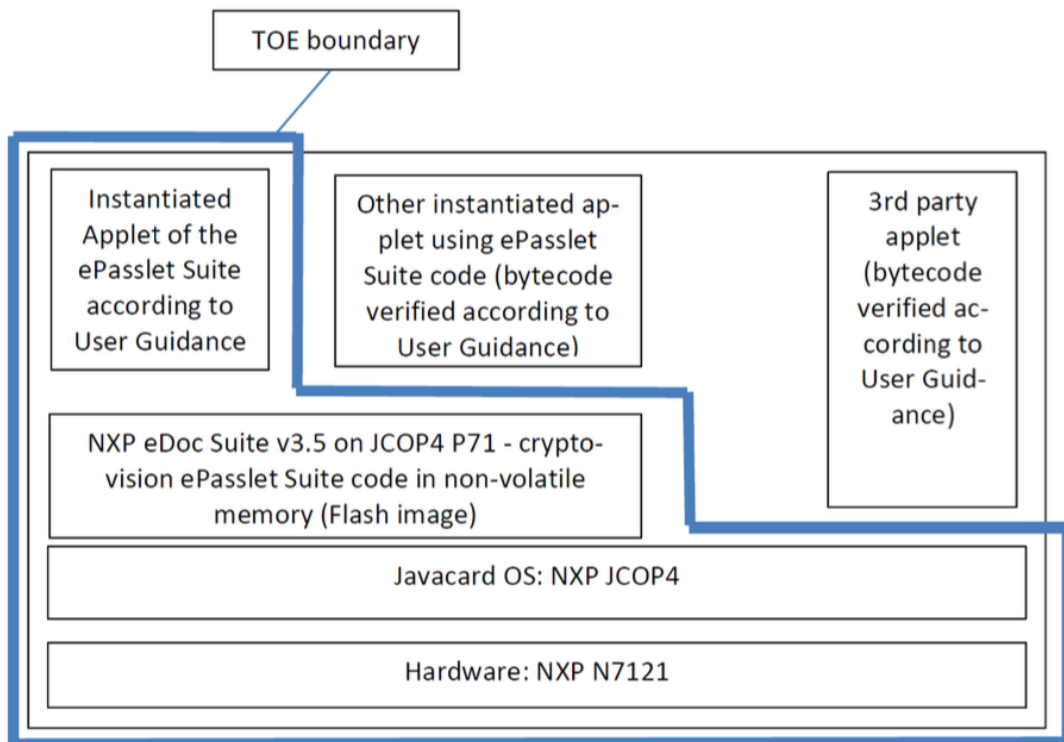 TOE boundary
Instantiated
Applet of the
ePasslet Suite
according to
User Guidance
Other instantiated ap-
plet using ePasslet
Suite code (bytecode
verified according to
User Guidance)
3rd party
applet
(bytecode
verified ac-
cording to
User Guid-
ance)
NXP eDoc Suite v3.5 on JCOP4 P71 - crypto-
vision ePasslet Suite code in non-volatile
memory (Flash image)
Javacard OS: NXP JCOP4
Hardware: NXP N7121